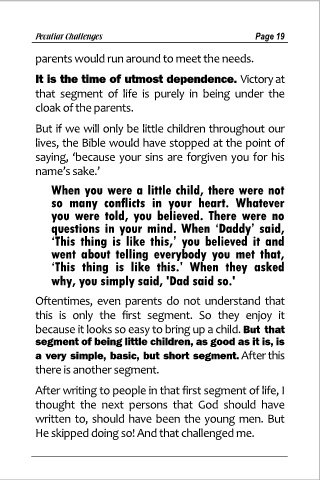 Peculiar Challenges
Page 19
parents would run around to meet the needs.
It is the time of utmost dependence. Victory at
that segment of life is purely in being under the
cloak of the parents.
But if we will only be little children throughout our
lives, the Bible would have stopped at the point of
saying, ‘because your sins are forgiven you for his
name’s sake.’
When you were a little child, there were not
so many conflicts in your heart. Whatever
you were told, you believed. There were no
questions in your mind. When ‘Daddy’ said,
‘This thing is like this,’ you believed it and
went about telling everybody you met that,
‘This thing is like this.' When they asked
why, you simply said, 'Dad said so.'
Oftentimes, even parents do not understand that
this is only the first segment. So they enjoy it
because it looks so easy to bring up a child. But that
segment of being little children, as good as it is, is
a very simple, basic, but short segment. After this
there is another segment.
After writing to people in that first segment of life, I
thought the next persons that God should have
written to, should have been the young men. But
He skipped doing so! And that challenged me.